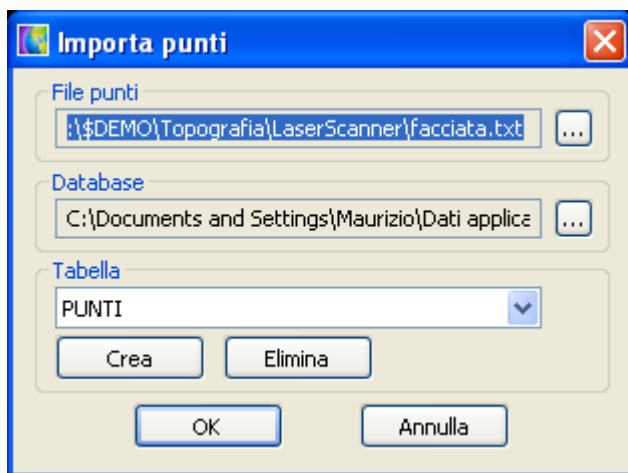 Importa punti
File punti
:\$DEMO\Topografia\LaserScanner\facciata.txt
...
Database
C:\Documents and Settings\Maurizio\Dati applica
...
Tabella
PUNTI
Crea Elimina
OK Annulla